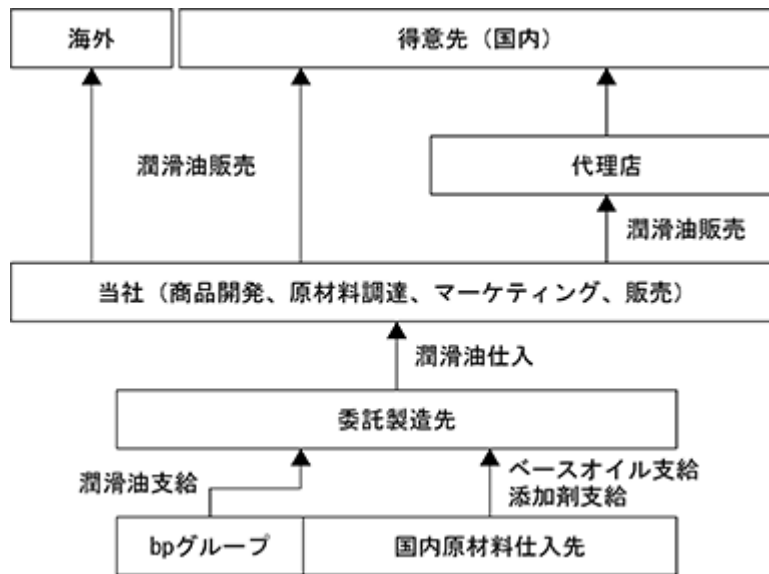 海外
得意先（国内）
潤滑油販売
代理店
潤滑油販売
当社（商品開発、原材料調達、マーケティング、販売）
潤滑油仕入
委託製造先
潤滑油支給
ベースオイル支給
添加剤支給
bpグループ
国内原材料仕入先